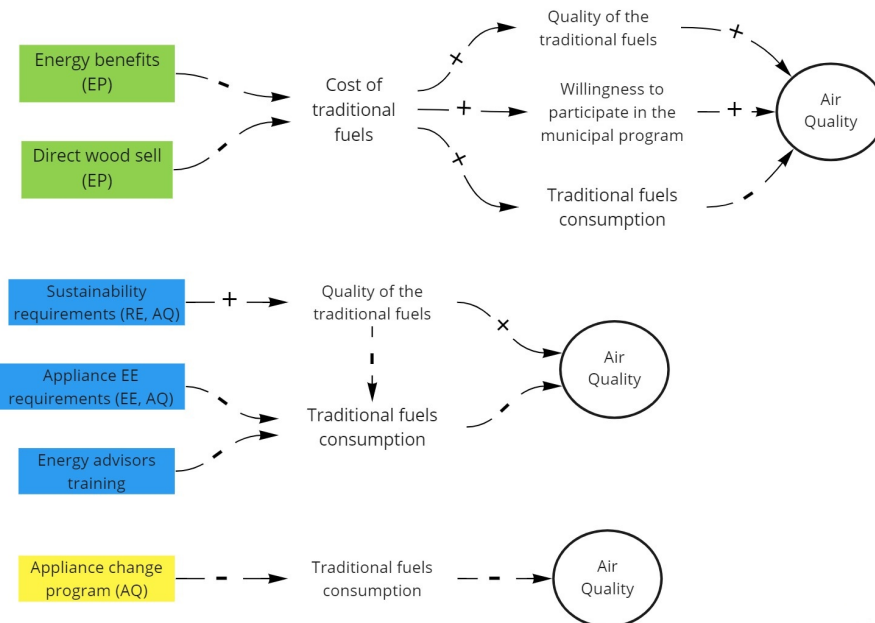 Energy benefits
(EP)
-
Direct wood sell
(EP)
-
Cost of
traditional
fuels
+
+
+
Quality of the
traditional fuels
+
Willingness to
participate in the
municipal program
+
Traditional fuels
consumption
-
Air
Quality
Sustainability
requirements (RE, AQ)
+
Quality of the
traditional fuels
+
-
Appliance EE
requirements (EE, AQ)
-
Energy advisors
training
-
Traditional fuels
consumption
-
Air
Quality
Appliance change
program (AQ)
-
Traditional fuels
consumption
-
Air
Quality